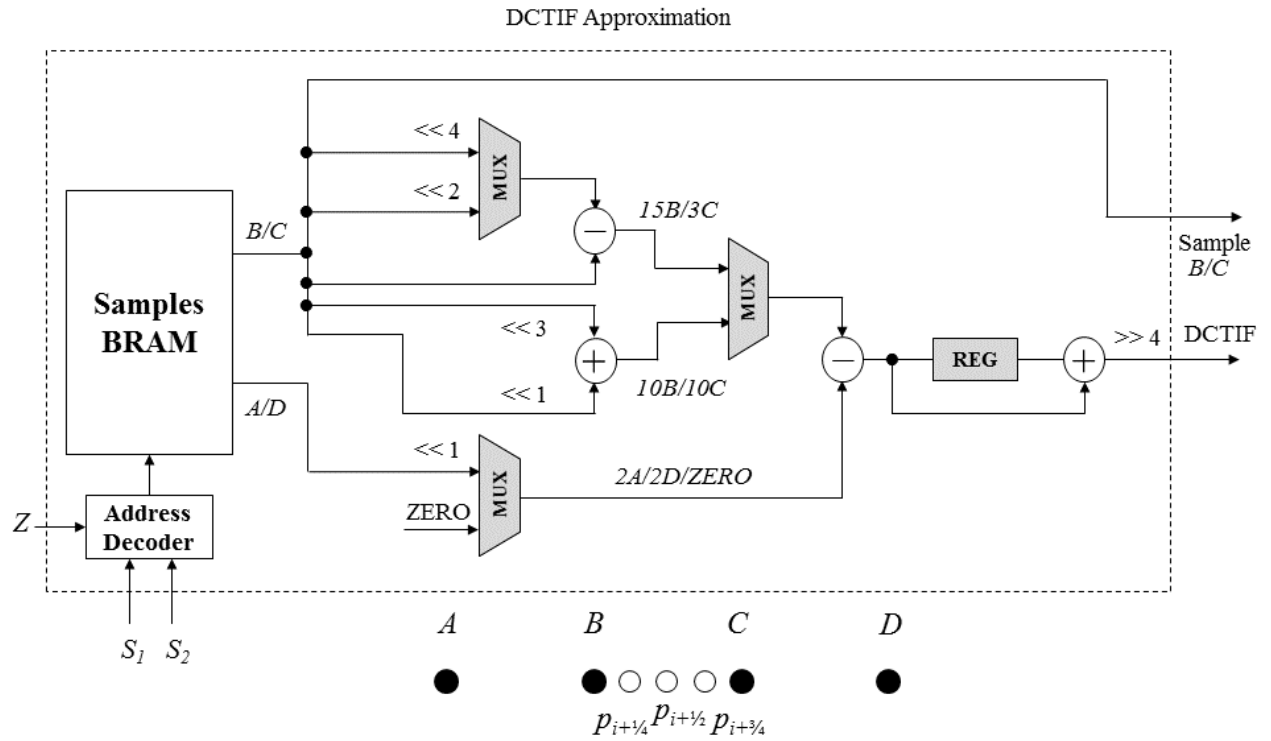 DCTIF Approximation
<< 4
MUX
<< 2
B/C
15B/3C
Sample
B/C
Samples
BRAM
MUX
<< 3
<< 1
10B/10C
REG
>> 4
DCTIF
A/D
<< 1
MUX
2A/2D/ZERO
ZERO
Z
Address
Decoder
S1 S2
A B C D
pi+¼ pi+½ pi+¾